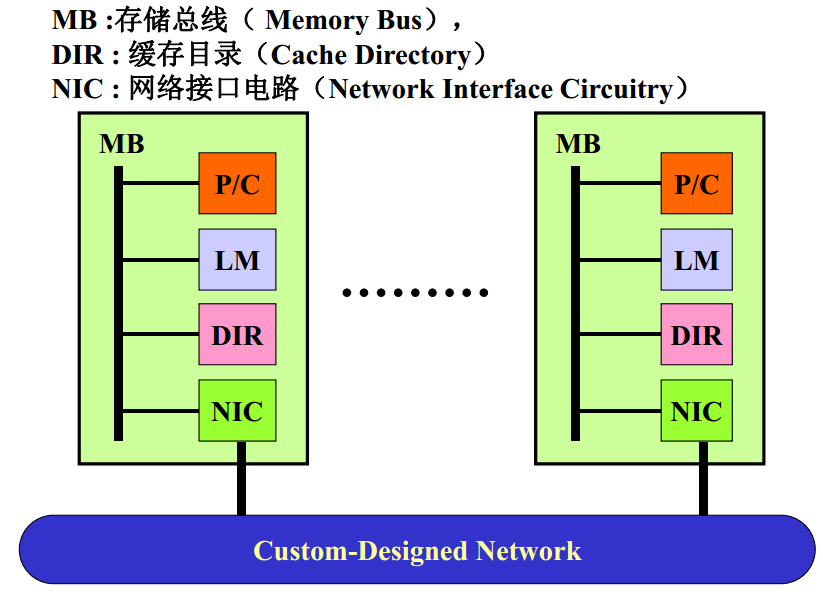 MB :存储总线（ Memory Bus），
DIR : 缓存目录（Cache Directory）
NIC : 网络接口电路（Network Interface Circuitry）
MB
P/C
LM
DIR
NIC
MB
P/C
LM
DIR
NIC
Custom-Designed Network